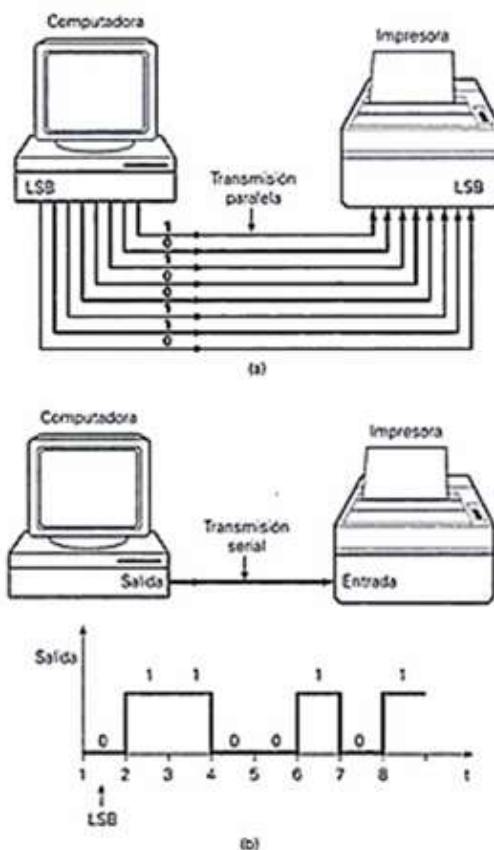 Computadora
Impresora
LSB
Transmisión
paralela
LSB
1
0
1
0
0
1
1
0
(a)
Computadora
Impresora
Transmisión
serial
Salida
Entrada
Salida
0 1 1 0 0 1 0 1
1 2 3 4 5 6 7 8 t
LSB
(b)